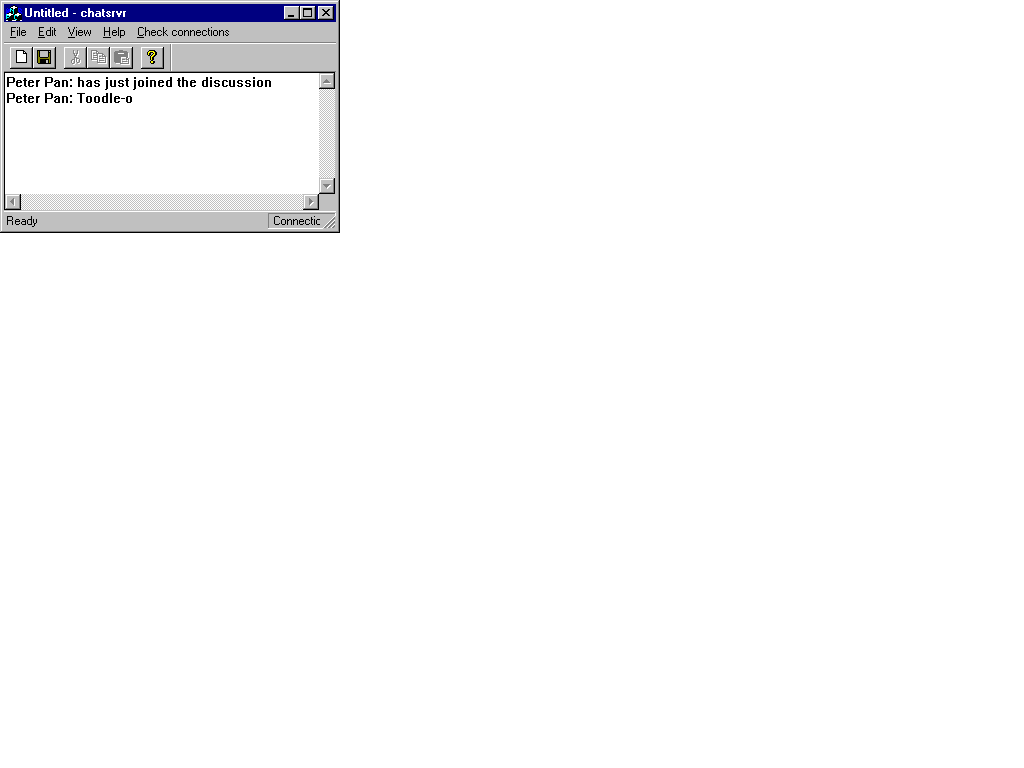 Untitled - chatsrvr
File Edit View Help Check connections
Peter Pan: has just joined the discussion
Peter Pan: Toodle-o
Ready Connectic